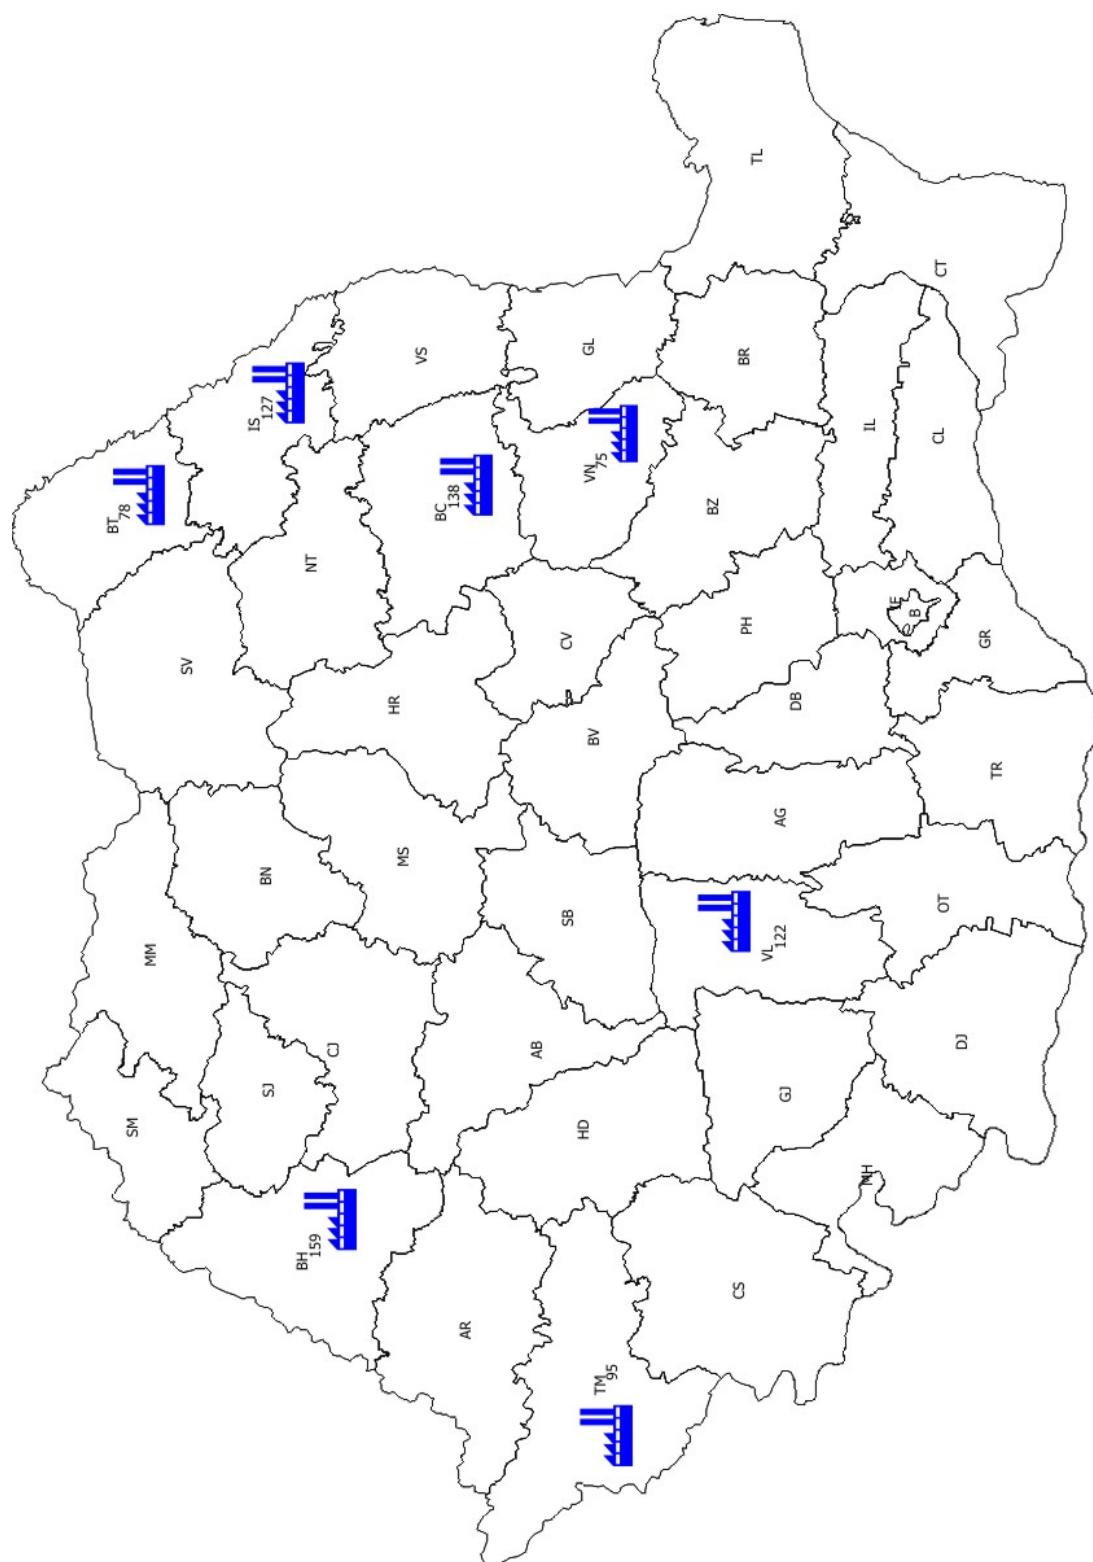 BT
78
SM
MM
SV
IS
127
BN
SJ
BH
159
NT
CJ
HR
MS
VS
BC
138
AR
AB
SB
CV
HD
VN
75
GL
BV
TM
95
BZ
CS
PH
BR
TL
VL
122
AG
GJ
DB
MH
IL
B
CL
CT
OT
DJ
GR
TR